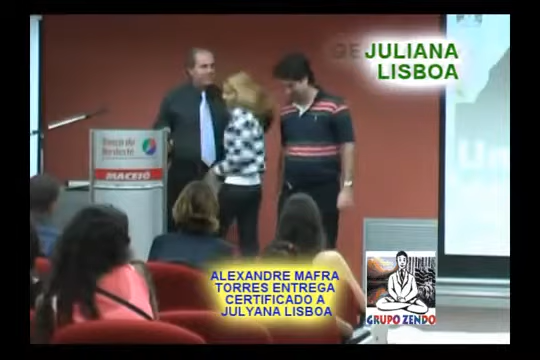 JULIANA
LISBOA
Banco do
Nordeste
MACEIÓ
ALEXANDRE MAFRA
TORRES ENTREGA
CERTIFICADO A
JULYANA LISBOA
GRUPO ZENDO